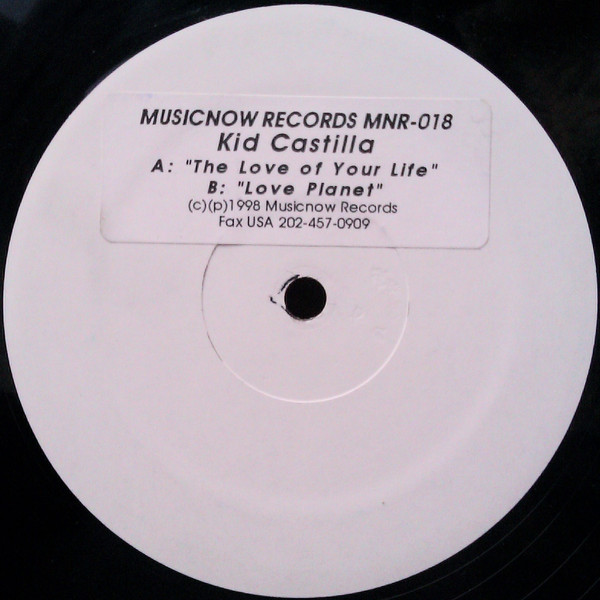 MUSICNOW RECORDS MNR-018
Kid Castilla
A: "The Love of Your Life"
B: "Love Planet"
(c)(p)1998 Musicnow Records
Fax USA 202-457-0909